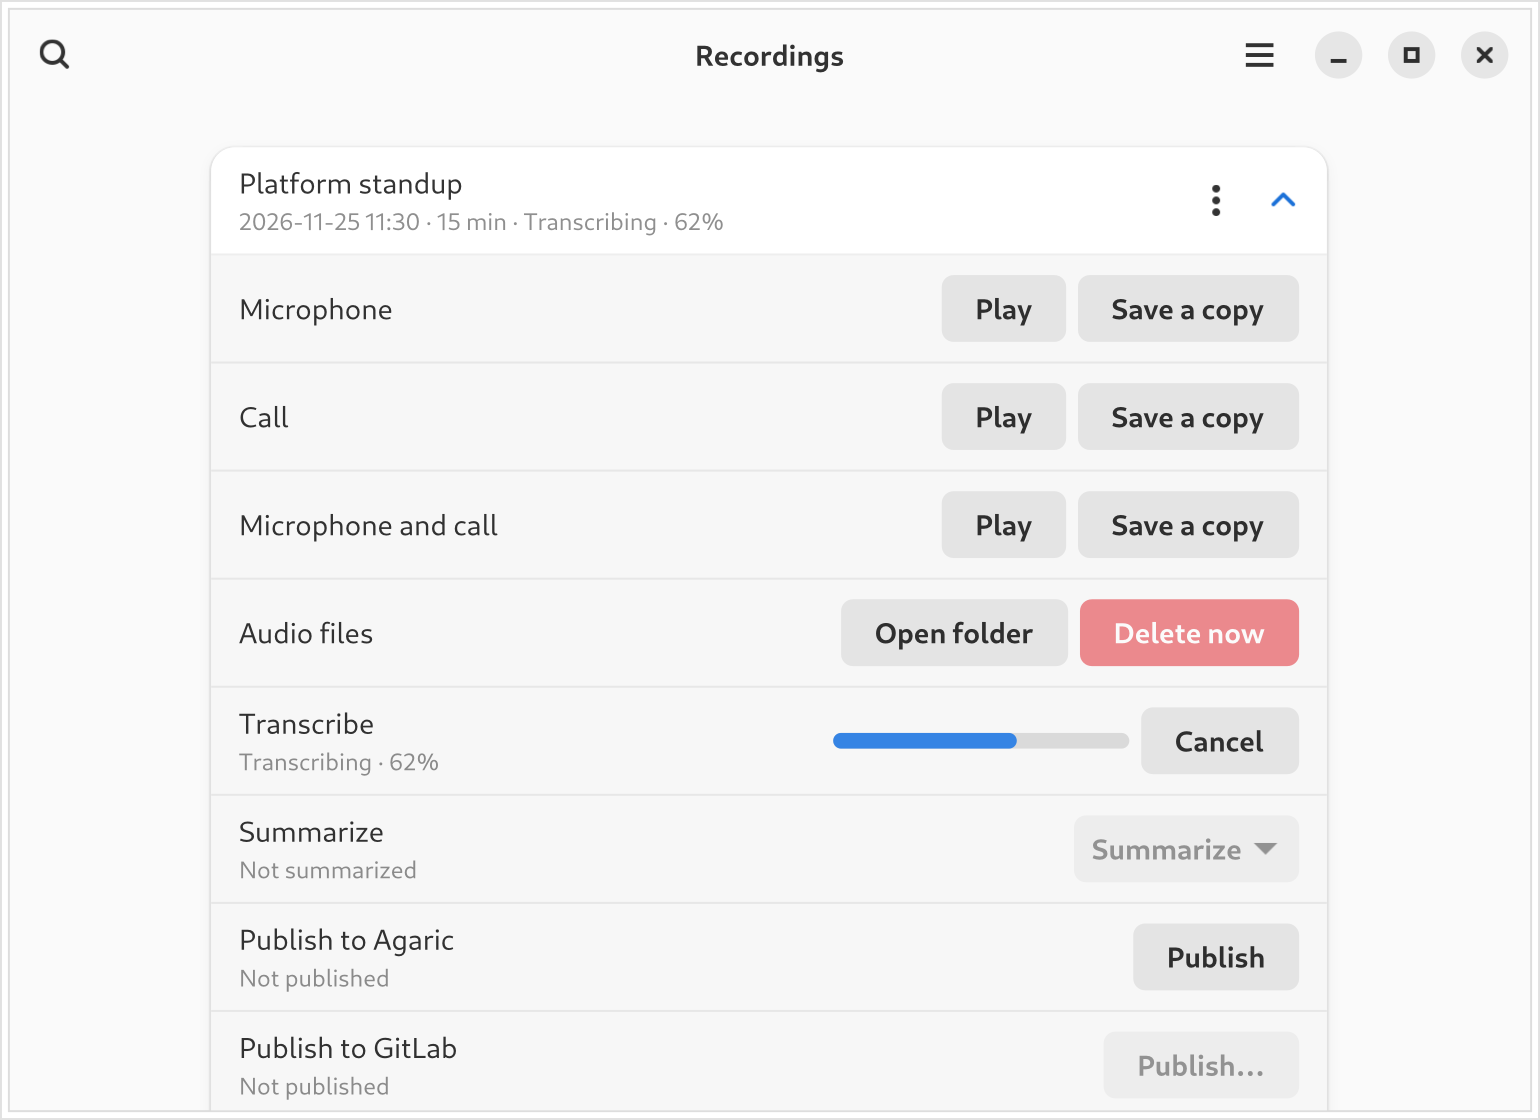 Recordings
Platform standup
2026-11-25 11:30 · 15 min · Transcribing · 62%
Microphone
Play
Save a copy
Call
Play
Save a copy
Microphone and call
Play
Save a copy
Audio files
Open folder
Delete now
Transcribe
Transcribing · 62%
Cancel
Summarize
Not summarized
Summarize
Publish to Agaric
Not published
Publish
Publish to GitLab
Not published
Publish...